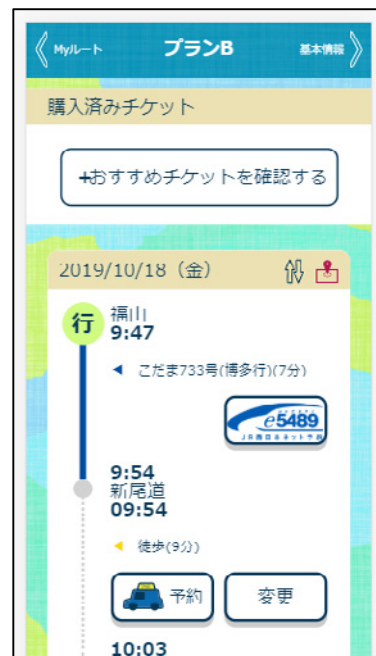 《 Myルート プランB 基本情報 》
購入済みチケット
+おすすめチケットを確認する
2019/10/18（金）
行 福山
9:47
こだま733号(博多行)(7分)
e5489
JR西日本ネット予約
9:54
新尾道
09:54
徒歩(9分)
予約 変更
10:03